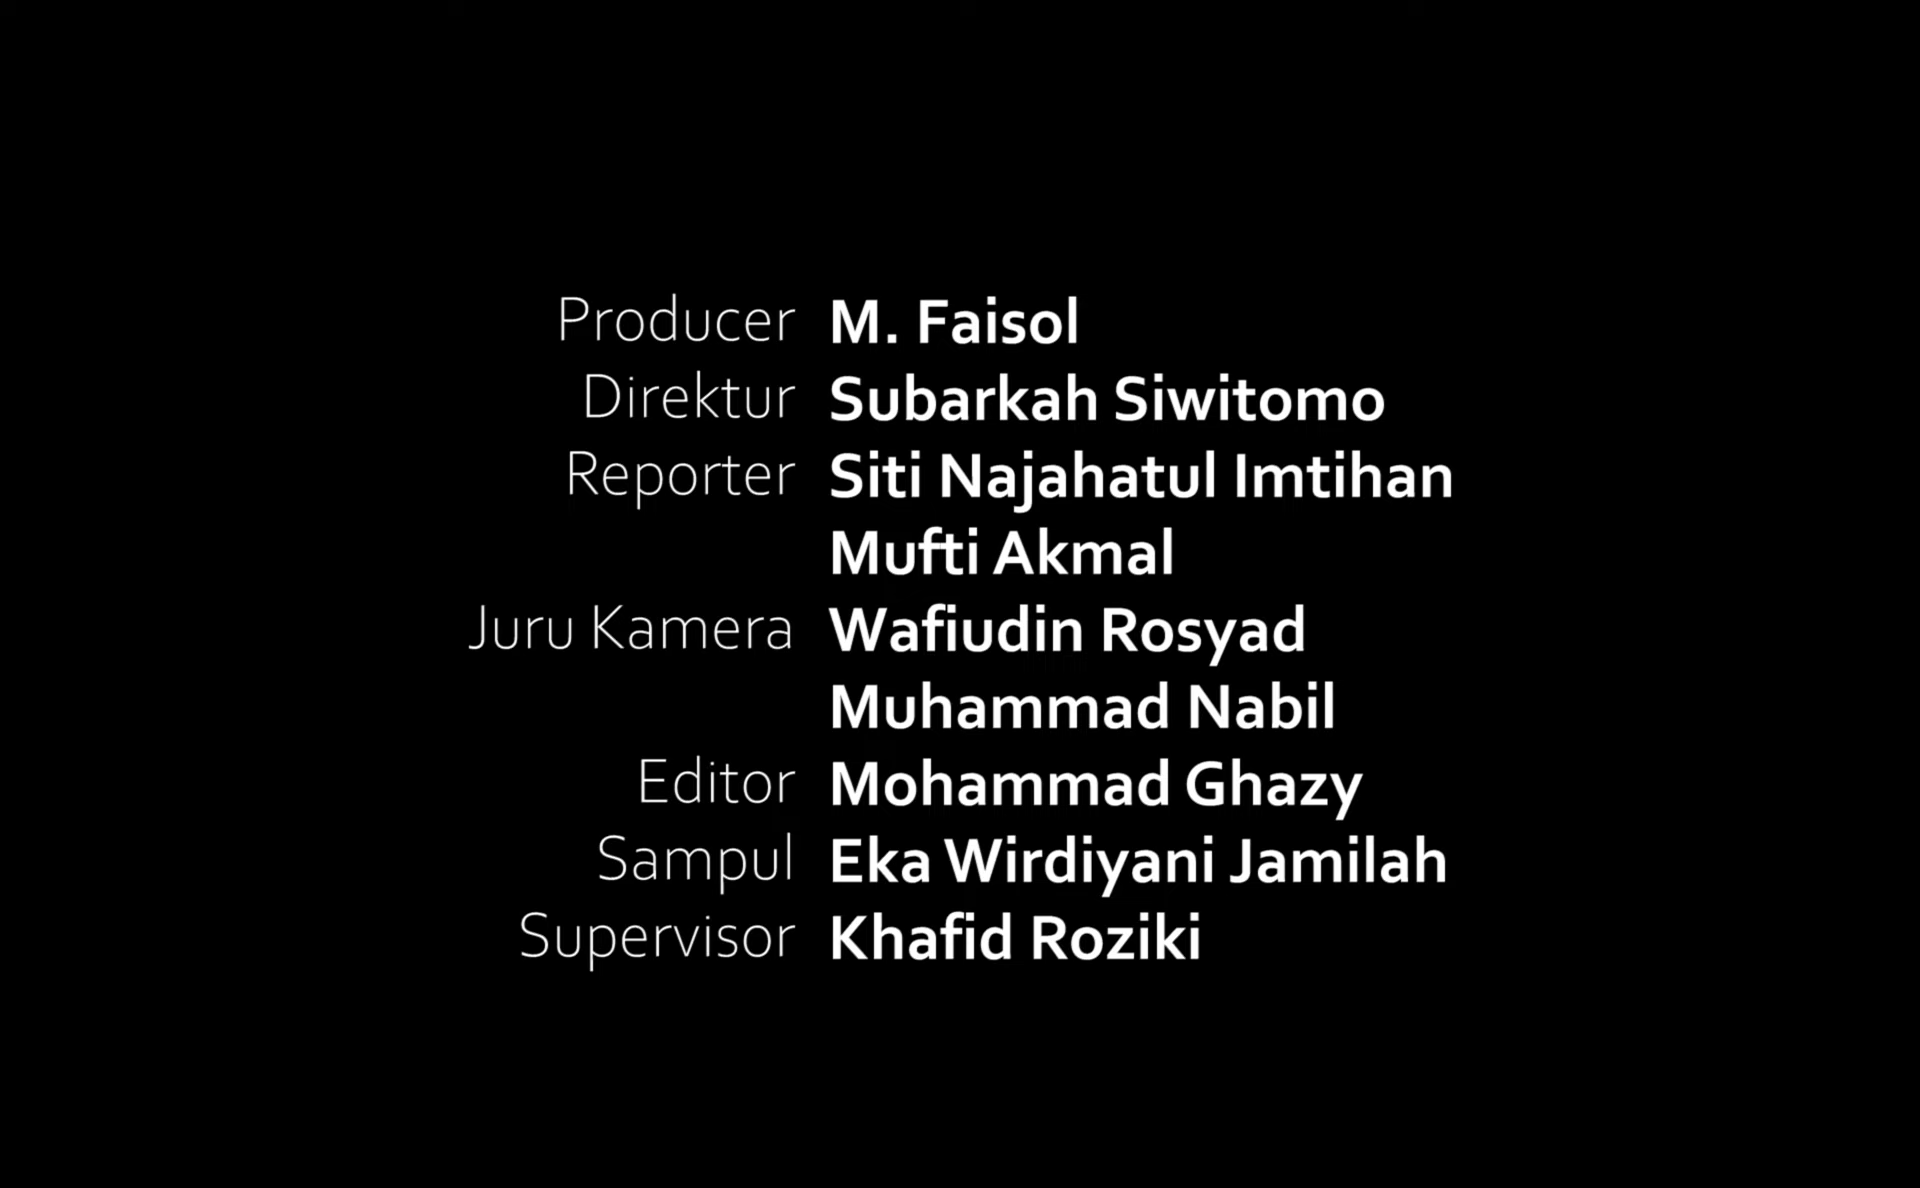 Producer M. Faisol
Direktur Subarkah Siwitomo
Reporter Siti Najahatul Imtihan
Mufti Akmal
Juru Kamera Wafiudin Rosyad
Muhammad Nabil
Editor Mohammad Ghazy
Sampul Eka Wirdiyani Jamilah
Supervisor Khafid Roziki